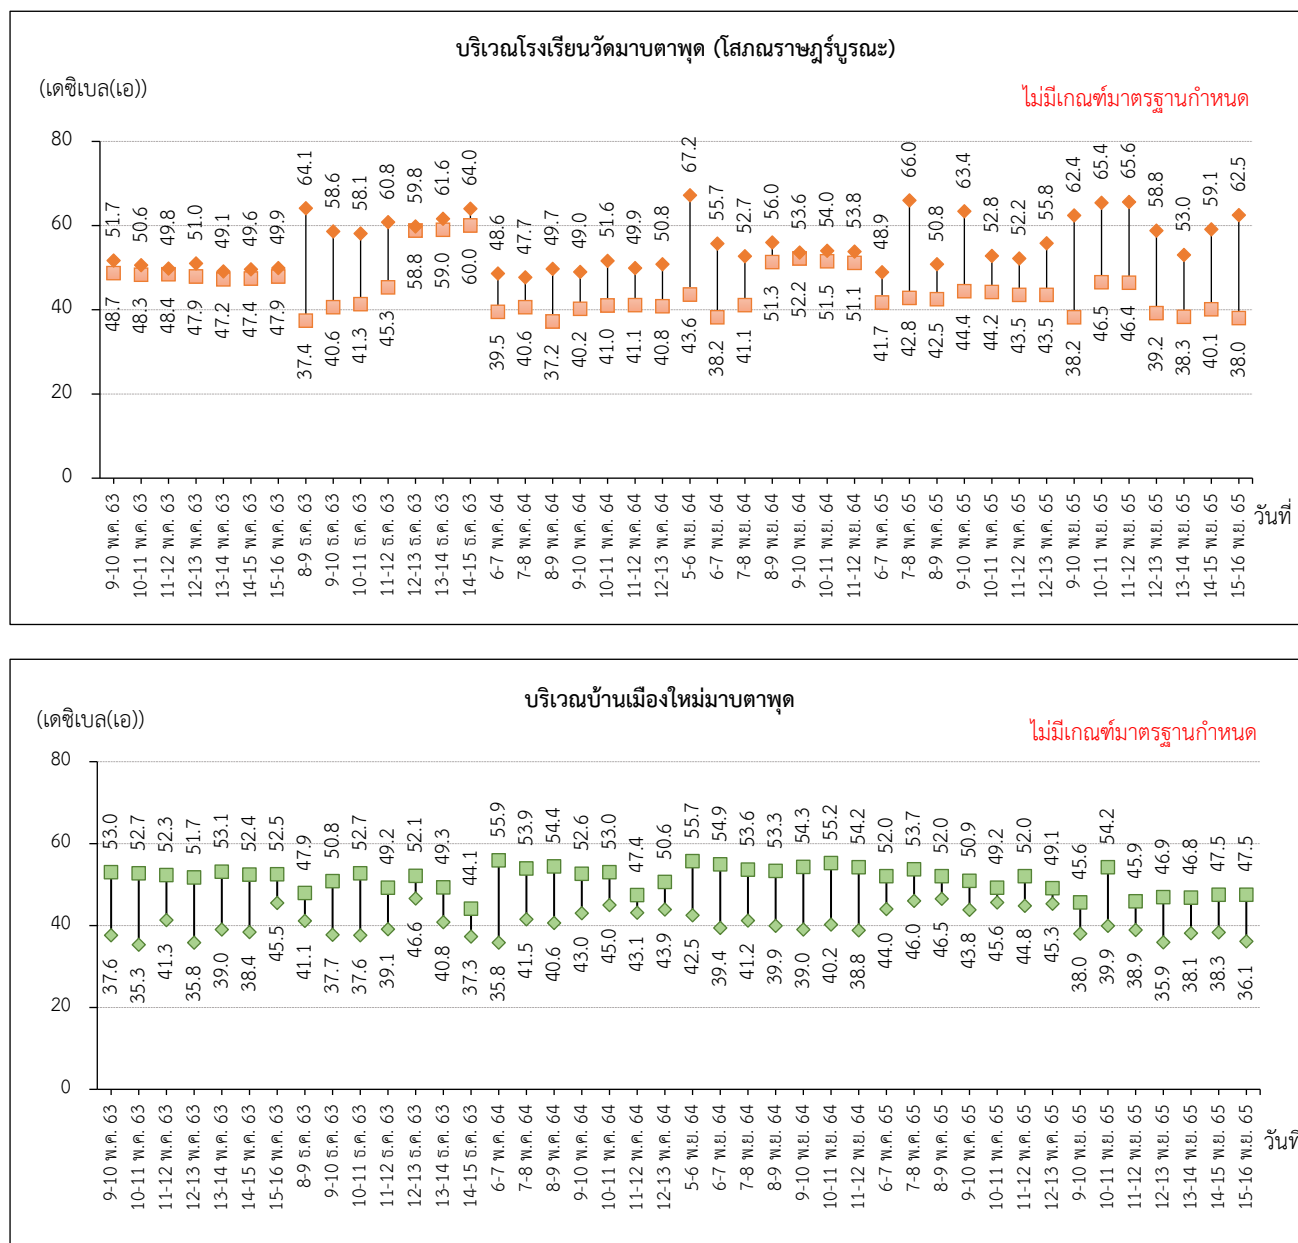 บริเวณโรงเรียนวัดมาบตาพุด (โสภณราษฎร์บูรณะ)
(เดซิเบล(เอ))
ไม่มีเกณฑ์มาตรฐานกำหนด
80
60
40
20
0
51.7 50.6 49.8 51.0 49.1 49.6 49.9 64.1 58.6 58.1 60.8 59.8 61.6 64.0 48.6 47.7 49.7 49.0 51.6 49.9 50.8 67.2 55.7 52.7 56.0 53.6 54.0 53.8 48.9 66.0 50.8 63.4 52.8 52.2 55.8 62.4 65.4 65.6 58.8 53.0 59.1 62.5
48.7 48.3 48.4 47.9 47.2 47.4 47.9 37.4 40.6 41.3 45.3 58.8 59.0 60.0 39.5 40.6 37.2 40.2 41.0 41.1 40.8 43.6 38.2 41.1 51.3 52.2 51.5 51.1 41.7 42.8 42.5 44.4 44.2 43.5 43.5 38.2 46.5 46.4 39.2 38.3 40.1 38.0
9-10 พ.ค. 63
10-11 พ.ค. 63
11-12 พ.ค. 63
12-13 พ.ค. 63
13-14 พ.ค. 63
14-15 พ.ค. 63
15-16 พ.ค. 63
8-9 ธ.ค. 63
9-10 ธ.ค. 63
10-11 ธ.ค. 63
11-12 ธ.ค. 63
12-13 ธ.ค. 63
13-14 ธ.ค. 63
14-15 ธ.ค. 63
6-7 พ.ค. 64
7-8 พ.ค. 64
8-9 พ.ค. 64
9-10 พ.ค. 64
10-11 พ.ค. 64
11-12 พ.ค. 64
12-13 พ.ค. 64
5-6 พ.ย. 64
6-7 พ.ย. 64
7-8 พ.ย. 64
8-9 พ.ย. 64
9-10 พ.ย. 64
10-11 พ.ย. 64
11-12 พ.ย. 64
6-7 พ.ค. 65
7-8 พ.ค. 65
8-9 พ.ค. 65
9-10 พ.ค. 65
10-11 พ.ค. 65
11-12 พ.ค. 65
12-13 พ.ค. 65
9-10 พ.ย. 65
10-11 พ.ย. 65
11-12 พ.ย. 65
12-13 พ.ย. 65
13-14 พ.ย. 65
14-15 พ.ย. 65
15-16 พ.ย. 65
วันที่
บริเวณบ้านเมืองใหม่มาบตาพุด
(เดซิเบล(เอ))
ไม่มีเกณฑ์มาตรฐานกำหนด
80
60
40
20
0
53.0 52.7 52.3 51.7 53.1 52.4 52.5 47.9 50.8 52.7 49.2 52.1 49.3 44.1 55.9 53.9 54.4 52.6 53.0 47.4 50.6 55.7 54.9 53.6 53.3 54.3 55.2 54.2 52.0 53.7 52.0 50.9 49.2 52.0 49.1 45.6 54.2 45.9 46.9 46.8 47.5 47.5
37.6 35.3 41.3 35.8 39.0 38.4 45.5 41.1 37.7 37.6 39.1 46.6 40.8 37.3 35.8 41.5 40.6 43.0 45.0 43.1 43.9 42.5 39.4 41.2 39.9 39.0 40.2 38.8 44.0 46.0 46.5 43.8 45.6 44.8 45.3 38.0 39.9 38.9 35.9 38.1 38.3 36.1
9-10 พ.ค. 63
10-11 พ.ค. 63
11-12 พ.ค. 63
12-13 พ.ค. 63
13-14 พ.ค. 63
14-15 พ.ค. 63
15-16 พ.ค. 63
8-9 ธ.ค. 63
9-10 ธ.ค. 63
10-11 ธ.ค. 63
11-12 ธ.ค. 63
12-13 ธ.ค. 63
13-14 ธ.ค. 63
14-15 ธ.ค. 63
6-7 พ.ค. 64
7-8 พ.ค. 64
8-9 พ.ค. 64
9-10 พ.ค. 64
10-11 พ.ค. 64
11-12 พ.ค. 64
12-13 พ.ค. 64
5-6 พ.ย. 64
6-7 พ.ย. 64
7-8 พ.ย. 64
8-9 พ.ย. 64
9-10 พ.ย. 64
10-11 พ.ย. 64
11-12 พ.ย. 64
6-7 พ.ค. 65
7-8 พ.ค. 65
8-9 พ.ค. 65
9-10 พ.ค. 65
10-11 พ.ค. 65
11-12 พ.ค. 65
12-13 พ.ค. 65
9-10 พ.ย. 65
10-11 พ.ย. 65
11-12 พ.ย. 65
12-13 พ.ย. 65
13-14 พ.ย. 65
14-15 พ.ย. 65
15-16 พ.ย. 65
วันที่